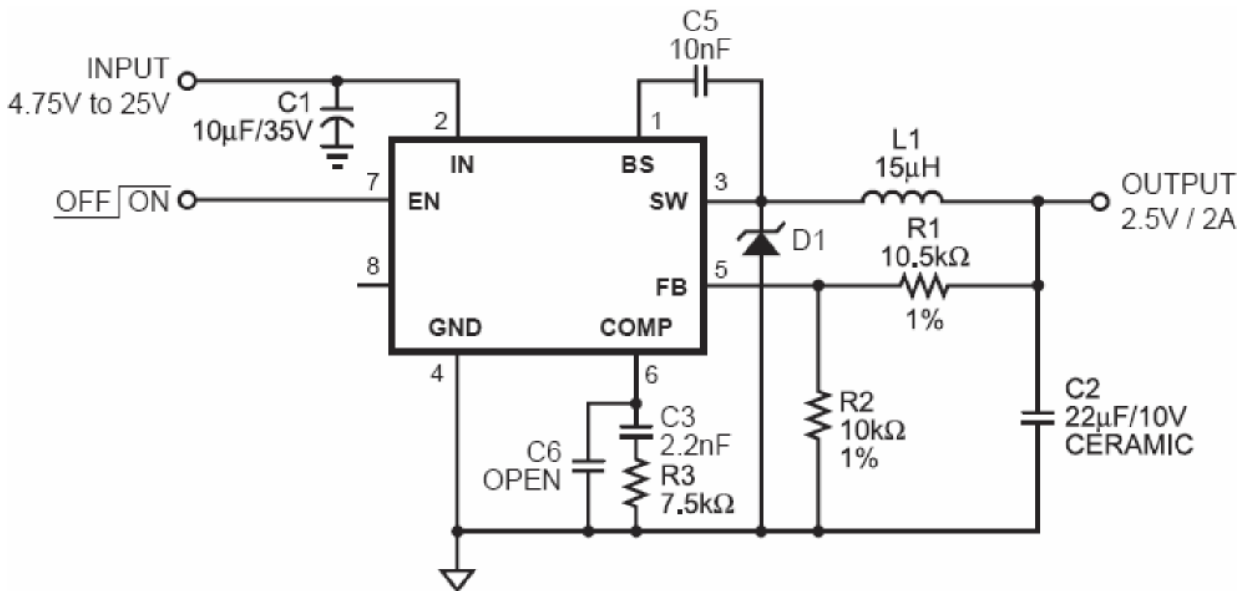 C5
10nF
INPUT
4.75V to 25V
C1
10μF/35V
2
1
IN
BS
L1
15μH
7
3
OUTPUT
2.5V / 2A
OFF ON
EN
SW
D1
R1
10.5kΩ
1%
8
5
FB
GND
COMP
4
6
C3
2.2nF
C6
OPEN
R3
7.5kΩ
R2
10kΩ
1%
C2
22μF/10V
CERAMIC